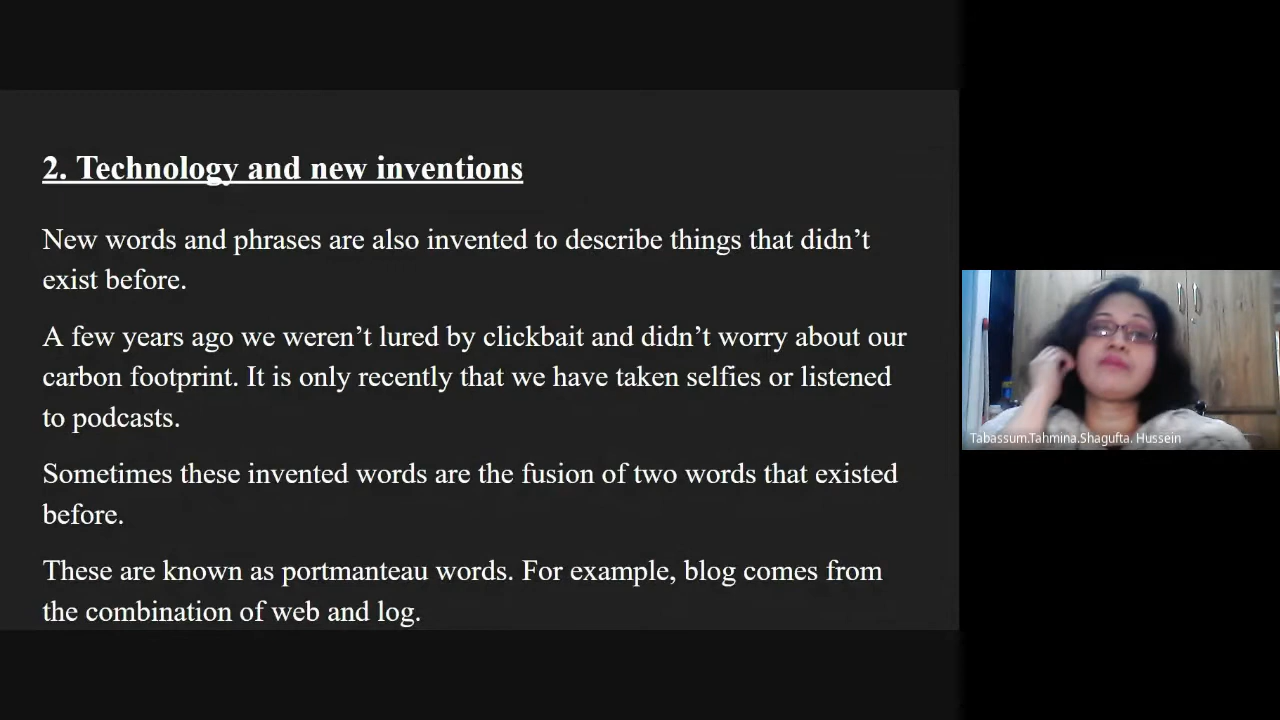 2. Technology and new inventions
New words and phrases are also invented to describe things that didn’t
exist before.
A few years ago we weren’t lured by clickbait and didn’t worry about our
carbon footprint. It is only recently that we have taken selfies or listened
to podcasts.
Sometimes these invented words are the fusion of two words that existed
before.
These are known as portmanteau words. For example, blog comes from
the combination of web and log.
Tabassum.Tahmina.Shagufta. Hussein